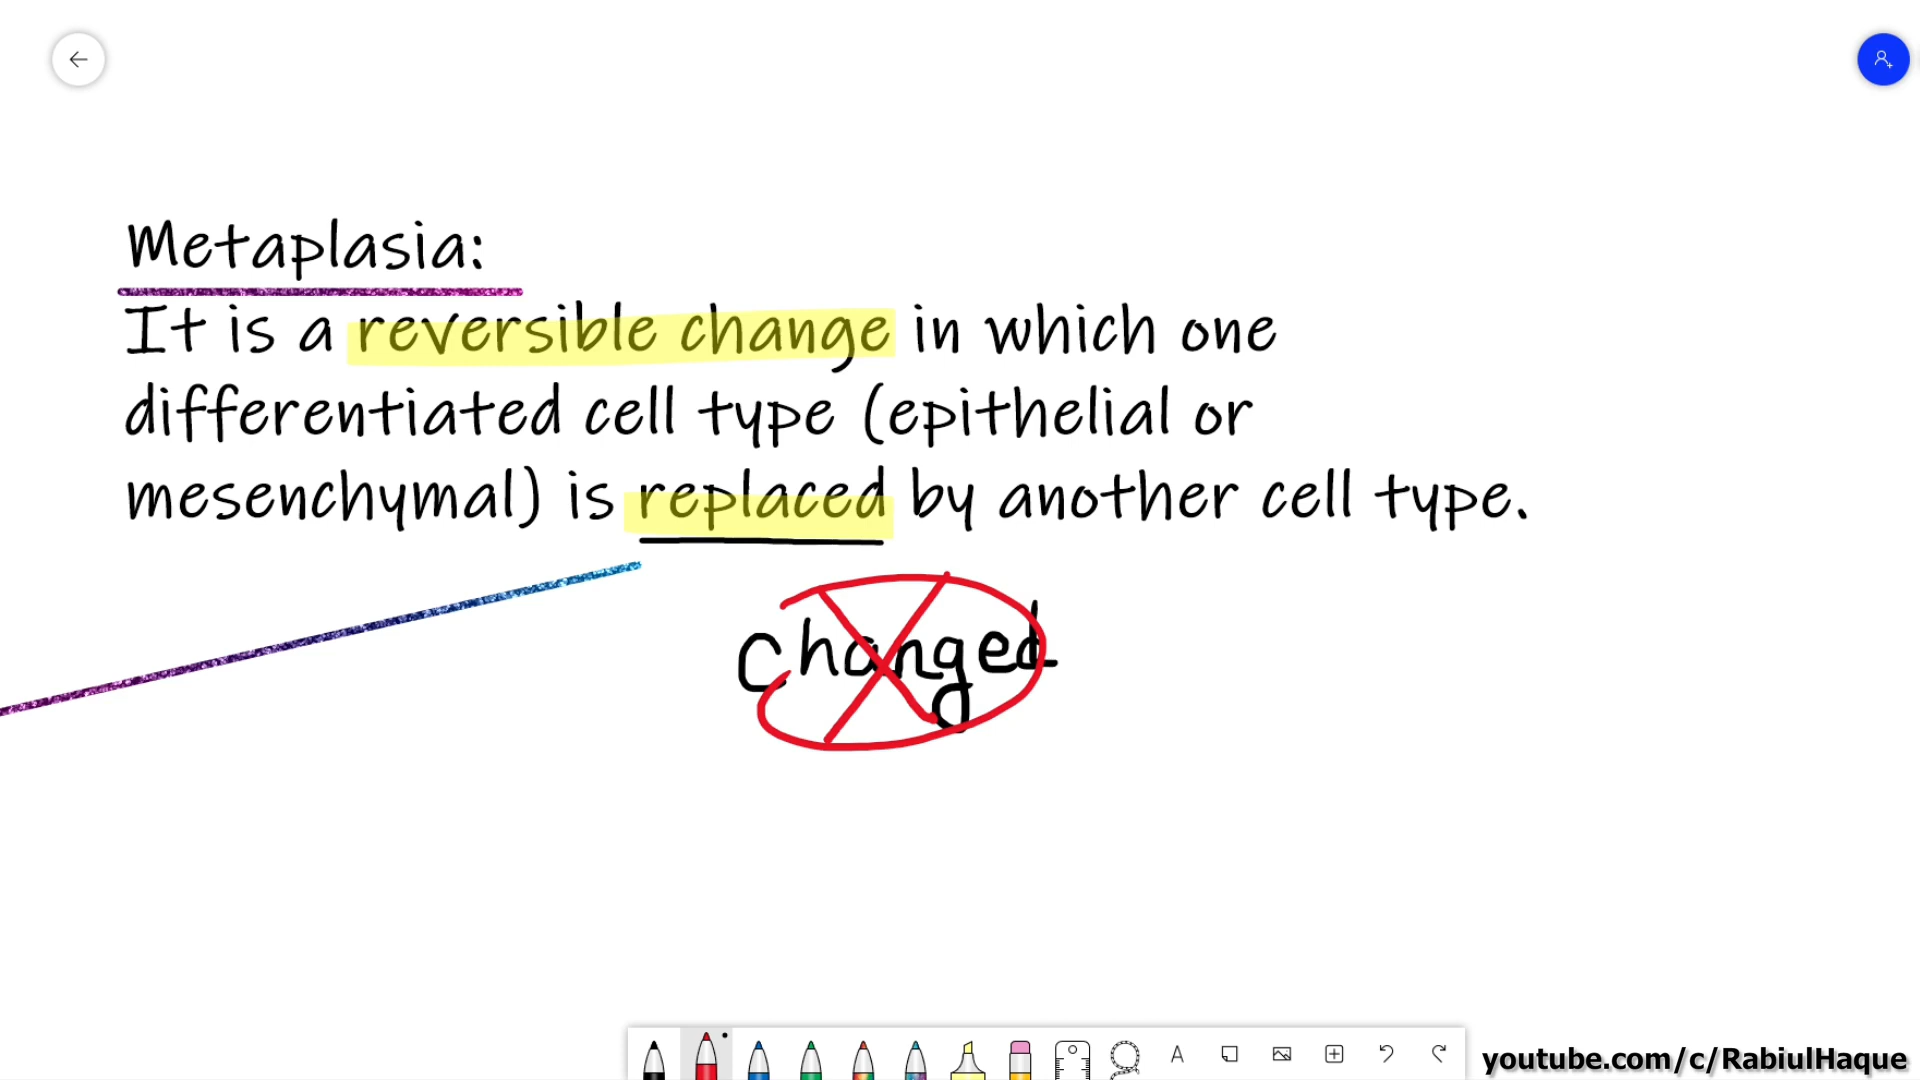 Metaplasia:
It is a reversible change in which one
differentiated cell type (epithelial or
mesenchymal) is replaced by another cell type.
changed
A
youtube.com/c/RabiulHaque